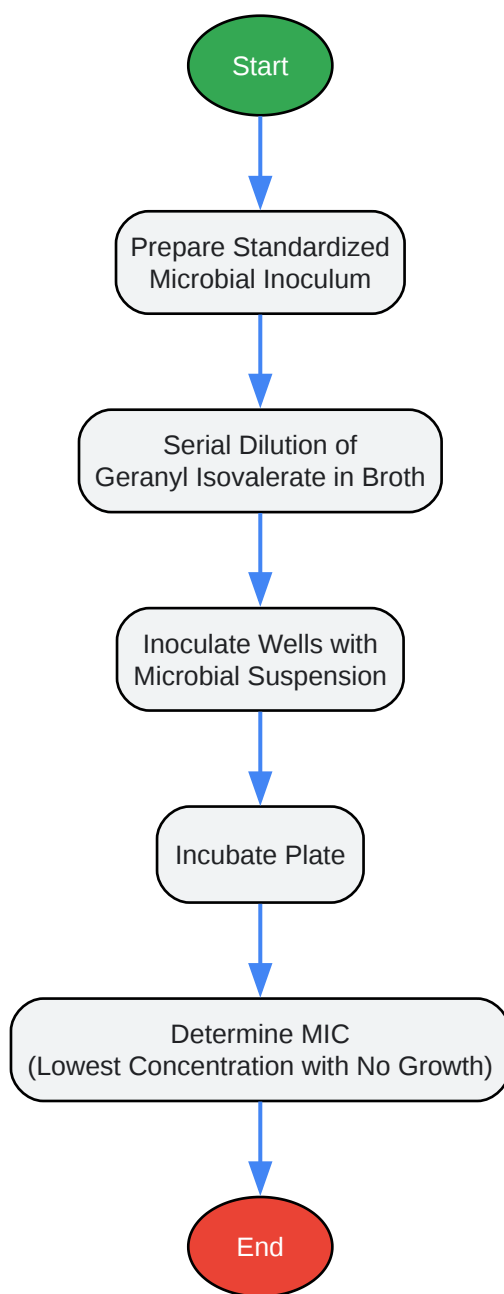 Start
Prepare Standardized
Microbial Inoculum
Serial Dilution of
Geranyl Isovalerate in Broth
Inoculate Wells with
Microbial Suspension
Incubate Plate
Determine MIC
(Lowest Concentration with No Growth)
End